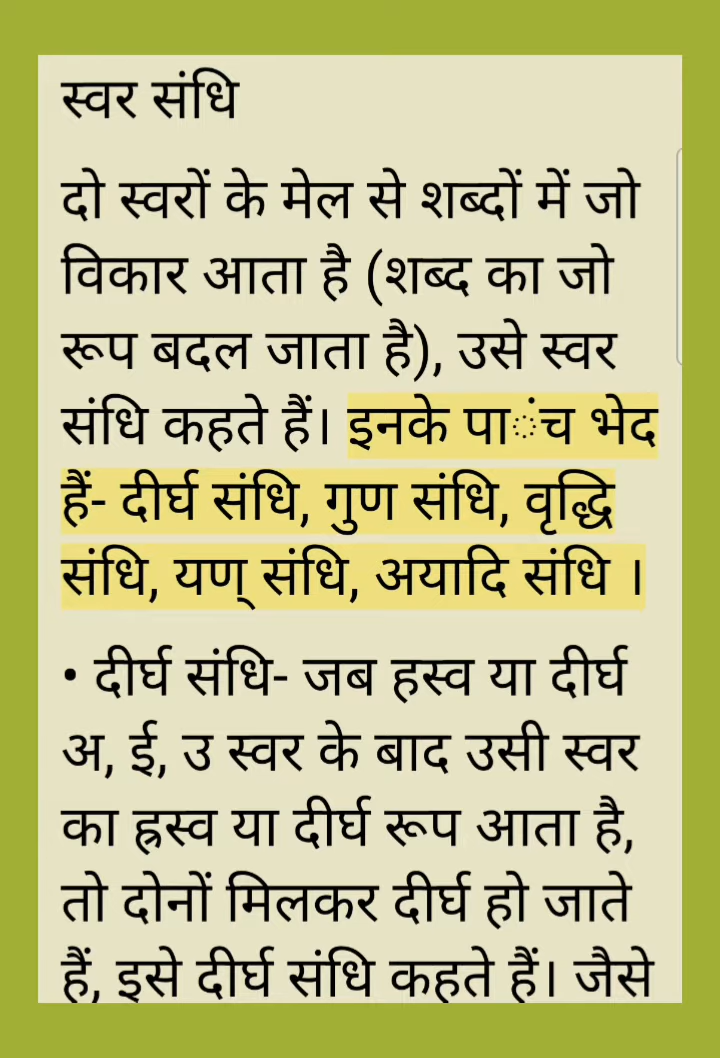 स्वर संधि
दो स्वरों के मेल से शब्दों में जो
विकार आता है (शब्द का जो
रूप बदल जाता है), उसे स्वर
संधि कहते हैं। इनके पाांच भेद
हैं- दीर्घ संधि, गुण संधि, वृद्धि
संधि, यण् संधि, अयादि संधि ।
• दीर्घ संधि- जब हस्व या दीर्घ
अ, ई, उ स्वर के बाद उसी स्वर
का ह्रस्व या दीर्घ रूप आता है,
तो दोनों मिलकर दीर्घ हो जाते
हैं, इसे दीर्घ संधि कहते हैं। जैसे